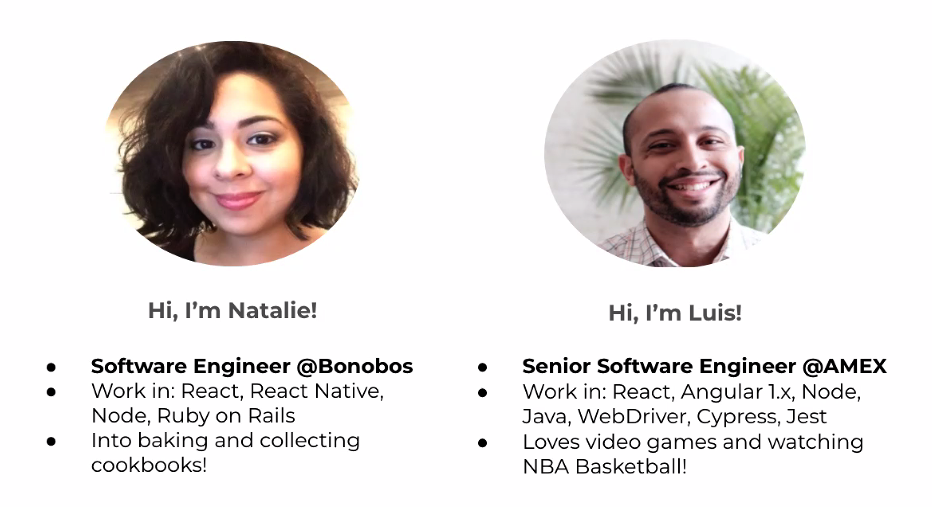 Hi, I'm Natalie!
● Software Engineer @Bonobos
● Work in: React, React Native,
Node, Ruby on Rails
● Into baking and collecting
cookbooks!
Hi, I'm Luis!
● Senior Software Engineer @AMEX
● Work in: React, Angular 1.x, Node,
Java, WebDriver, Cypress, Jest
● Loves video games and watching
NBA Basketball!